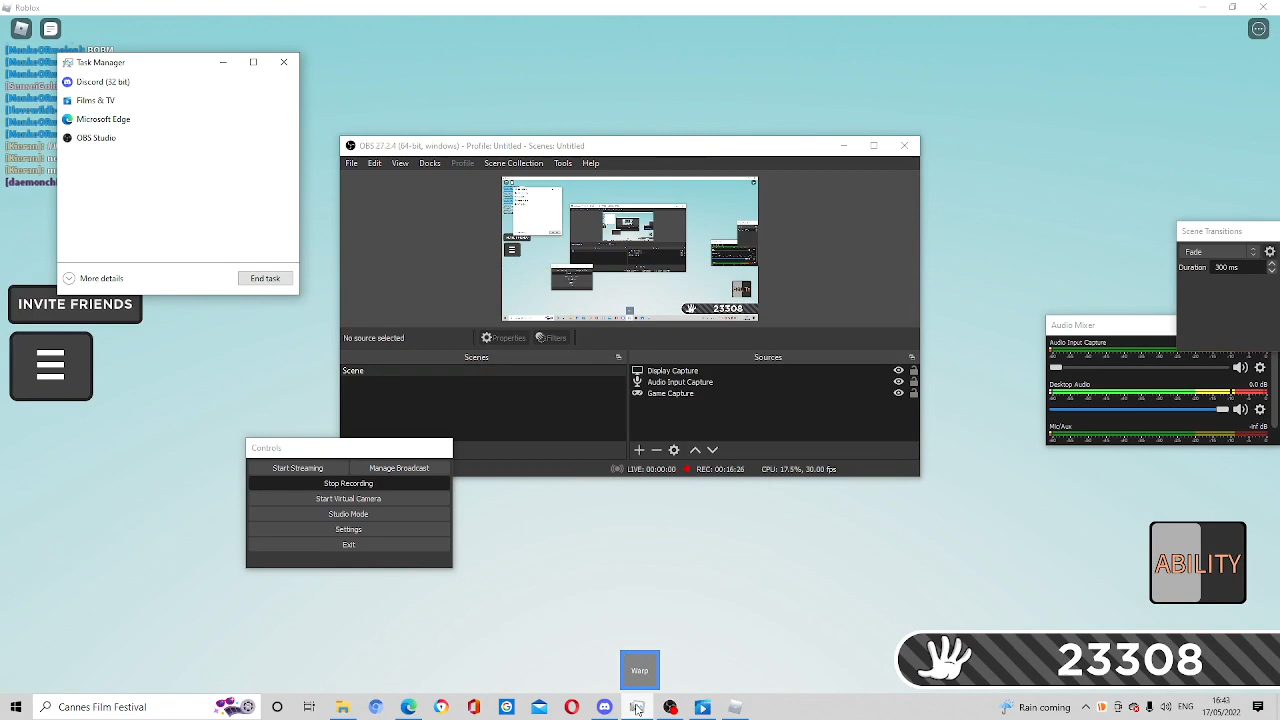 Roblox
[MonkeORmelon]: BORM
[Kieran]:
[Kieran]:
Task Manager
Discord (32 bit)
Films & TV
Microsoft Edge
OBS Studio
More details
End task
INVITE FRIENDS
OBS 27.2.4 (64-bit, windows) - Profile: Untitled - Scenes: Untitled
File Edit View Docks Profile Scene Collection Tools Help
23308
No source selected
Properties
Filters
Scenes
Sources
Scene
Display Capture
Audio Input Capture
Game Capture
LIVE: 00:00:00 REC: 00:16:26 CPU: 17.5%, 30.00 fps
Controls
Start Streaming
Manage Broadcast
Stop Recording
Start Virtual Camera
Studio Mode
Settings
Exit
Scene Transitions
Fade
Duration 300 ms
Audio Mixer
Audio Input Capture
Desktop Audio 0.0 dB
Mic/Aux -inf dB
ABILITY
23308
Warp
Cannes Film Festival
Rain coming
ENG
16:43
17/05/2022